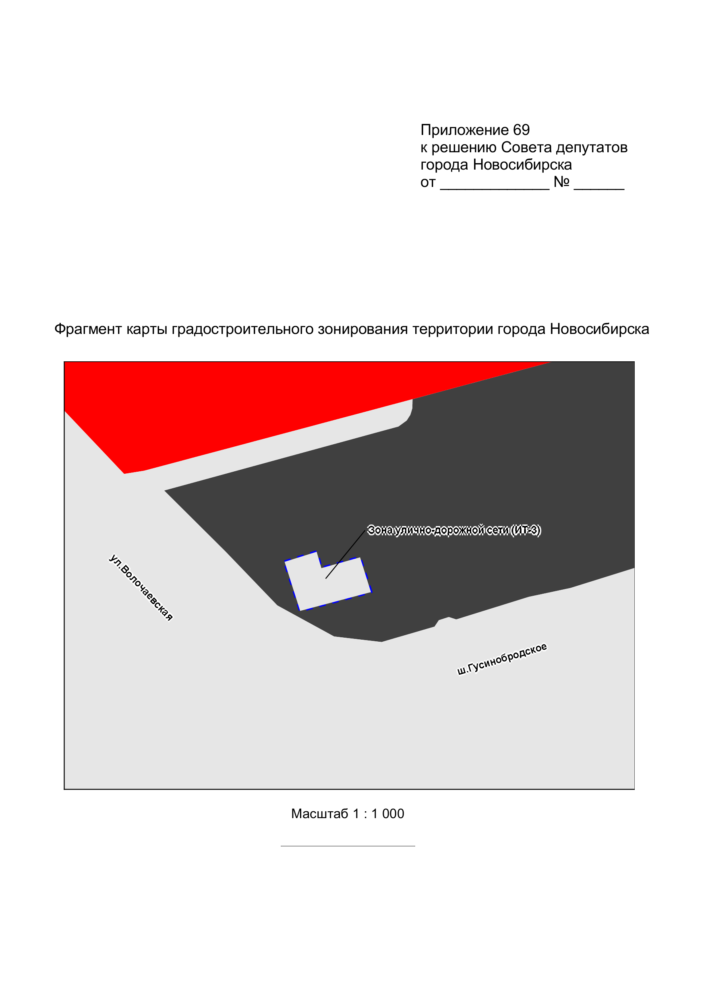 Приложение 69
к решению Совета депутатов
города Новосибирска
от _____________ № ______
Фрагмент карты градостроительного зонирования территории города Новосибирска
Зона улично-дорожной сети (ИТ-3)
ул.Волочаевская
ш.Гусинобродское
Масштаб 1 : 1 000